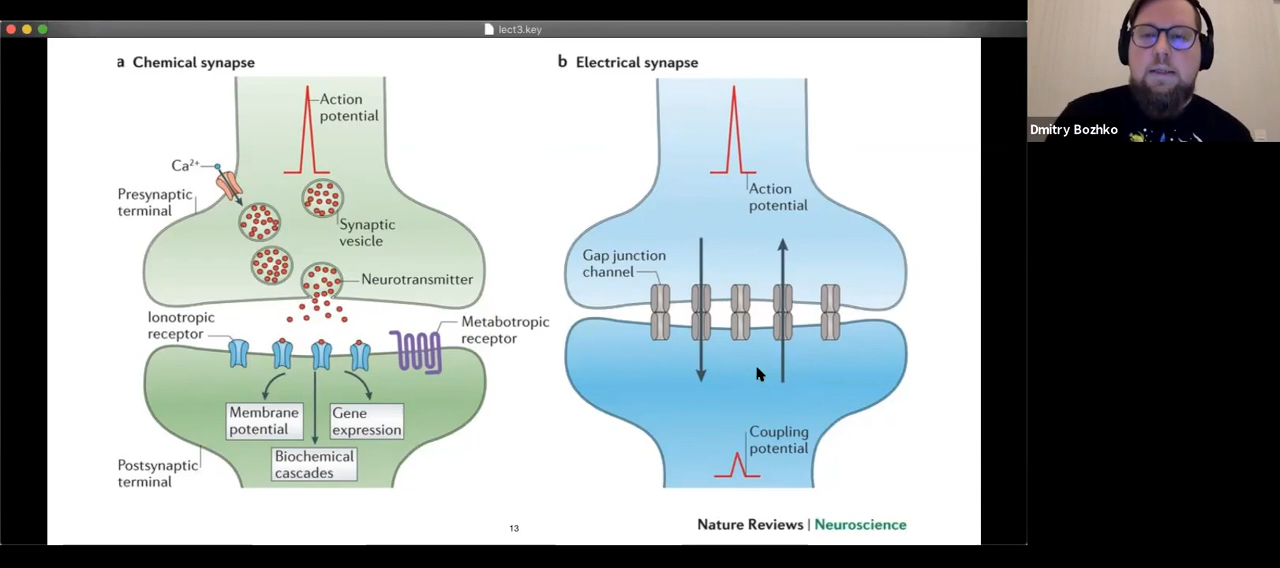 lect3.key
a Chemical synapse
Action
potential
Ca2+
Presynaptic
terminal
Synaptic
vesicle
Neurotransmitter
Ionotropic
receptor
Metabotropic
receptor
Membrane
potential
Gene
expression
Biochemical
cascades
Postsynaptic
terminal
b Electrical synapse
Action
potential
Gap junction
channel
Coupling
potential
13
Nature Reviews | Neuroscience
Dmitry Bozhko